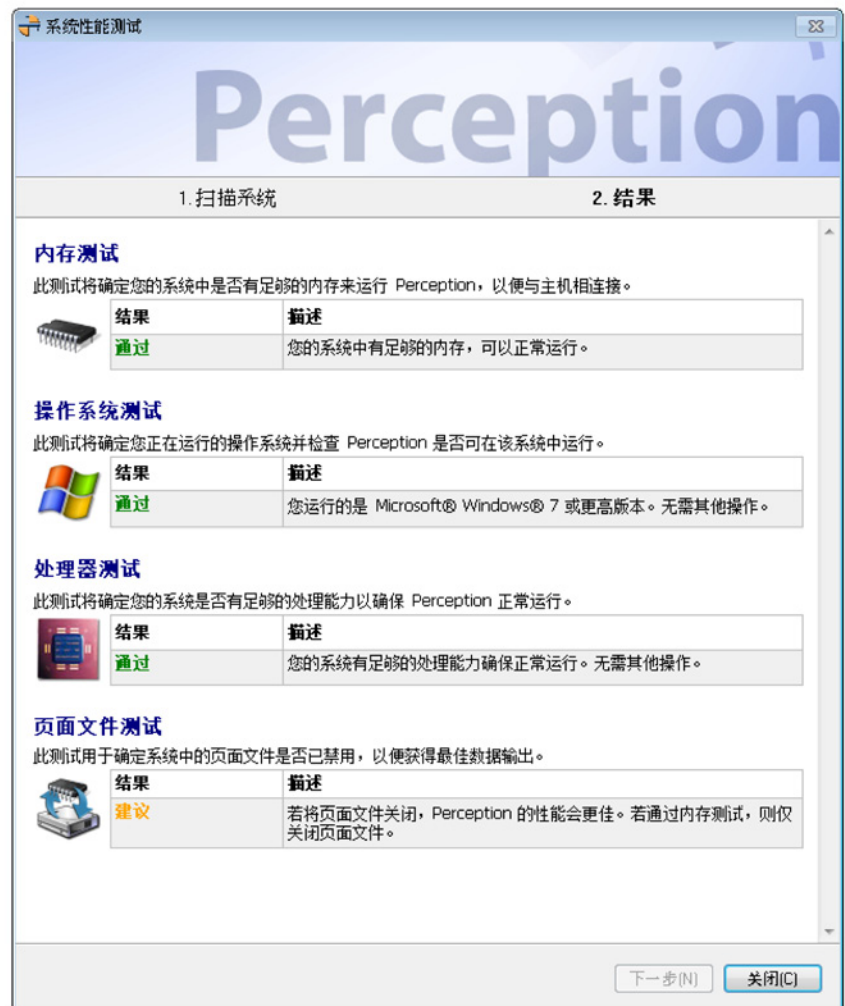 系统性能测试
Perception
1.扫描系统
2.结果
内存测试
此测试将确定您的系统中是否有足够的内存来运行 Perception，以便与主机相连接。
结果 描述
通过 您的系统中有足够的内存，可以正常运行。
操作系统测试
此测试将确定您正在运行的操作系统并检查 Perception 是否可在该系统中运行。
结果 描述
通过 您运行的是 Microsoft® Windows® 7 或更高版本。无需其他操作。
处理器测试
此测试将确定您的系统是否有足够的处理能力以确保 Perception 正常运行。
结果 描述
通过 您的系统有足够的处理能力确保正常运行。无需其他操作。
页面文件测试
此测试用于确定系统中的页面文件是否已禁用，以便获得最佳数据输出。
结果 描述
建议 若将页面文件关闭，Perception 的性能会更佳。若通过内存测试，则仅
关闭页面文件。
下一步(N) 关闭(C)